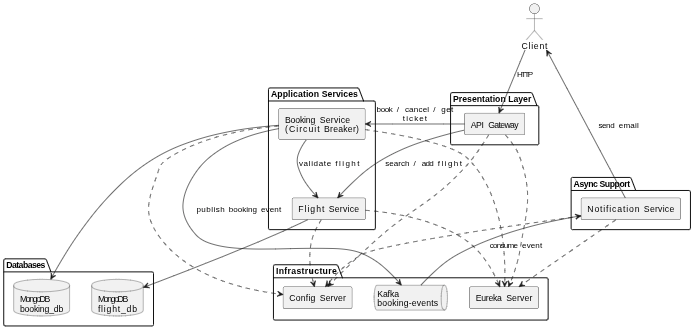 Client
HTTP
Application Services
Booking Service
(Circuit Breaker)
book / cancel / get
ticket
Presentation Layer
API Gateway
send email
validate flight
search / add flight
Async Support
Flight Service
publish booking event
Notification Service
consume event
Databases
MongoDB
booking_db
MongoDB
flight_db
Infrastructure
Config Server
Kafka
booking-events
Eureka Server